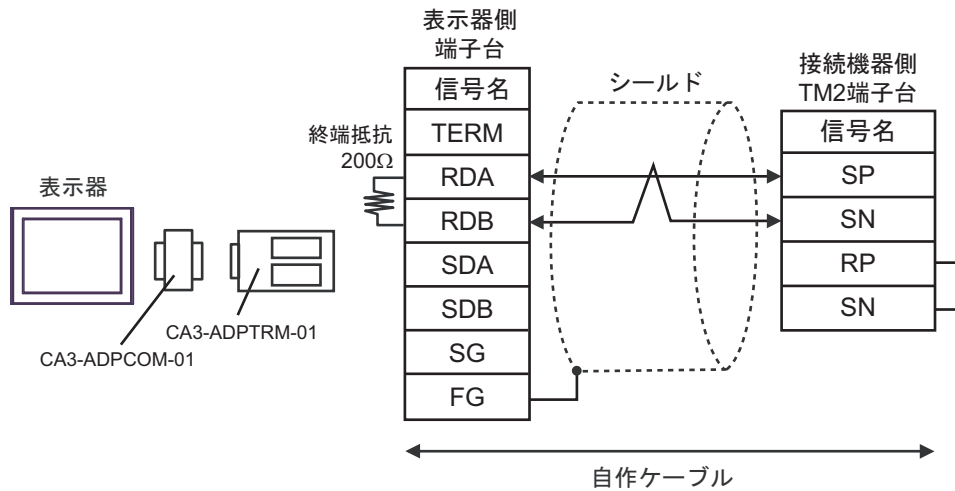 表示器
CA3-ADPCOM-01
CA3-ADPTRM-01
終端抵抗
200Ω
表示器側
端子台
信号名
TERM
RDA
RDB
SDA
SDB
SG
FG
シールド
接続機器側
TM2端子台
信号名
SP
SN
RP
SN
自作ケーブル